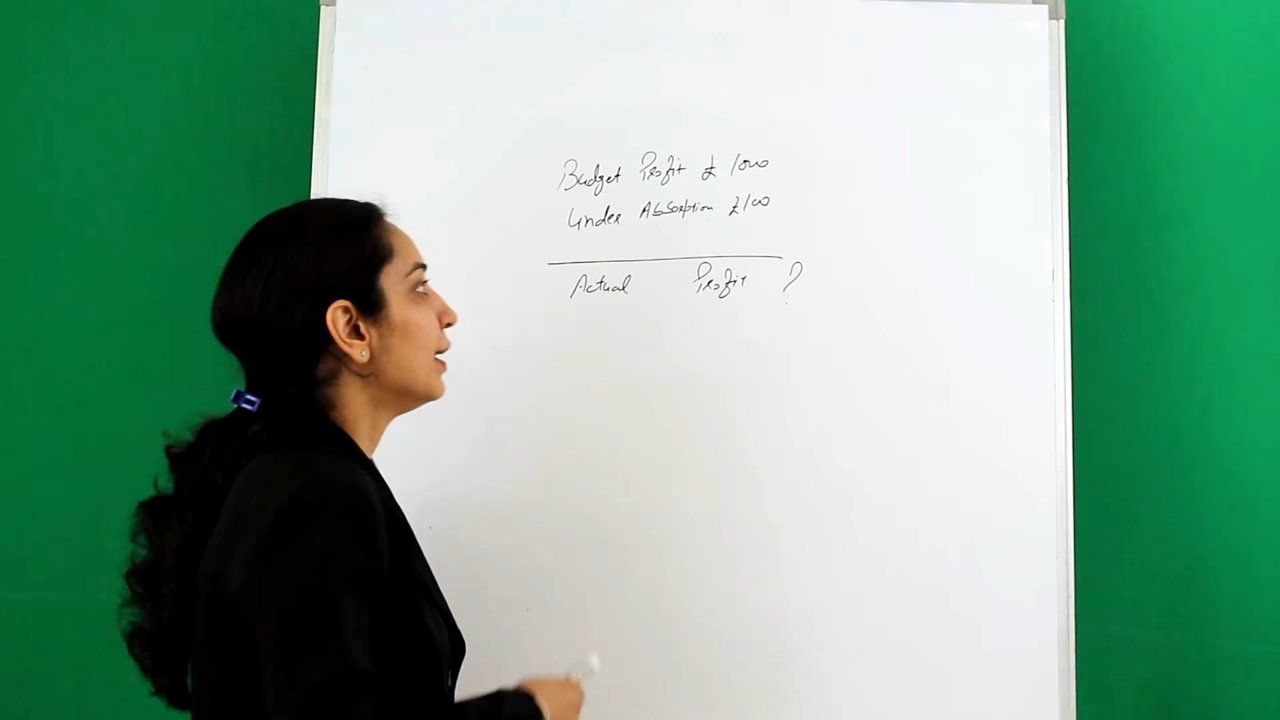 Budget Profit £ 1000
Under Absorption £100
Actual Profit ?